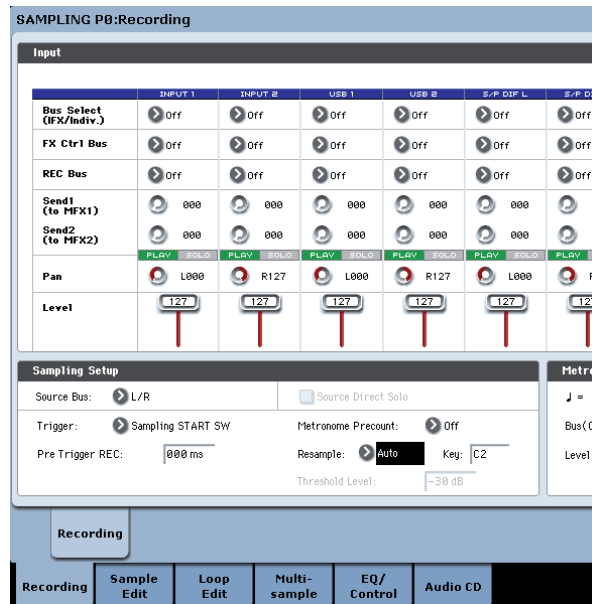 SAMPLING P0:Recording
Input
INPUT 1 INPUT 2 USB 1 USB 2 S/P DIF L S/P D
Bus Select (IFX/Indiv.) Off Off Off Off Off Off
FX Ctrl Bus Off Off Off Off Off Off
REC Bus Off Off Off Off Off Off
Send1 (to MFX1) 000 000 000 000 000
Send2 (to MFX2) 000 000 000 000 000
PLAY SOLO PLAY SOLO PLAY SOLO PLAY SOLO PLAY SOLO PLAY
Pan L000 R127 L000 R127 L000
Level 127 127 127 127 127 12
Sampling Setup Metro
Source Bus: L/R Source Direct Solo ♩ =
Trigger: Sampling START SW Metronome Precount: Off Bus(
Pre Trigger REC: 000 ms Resample: Auto Key: C2 Level
Threshold Level: -30 dB
Recording
Recording Sample Edit Loop Edit Multi-sample EQ/Control Audio CD